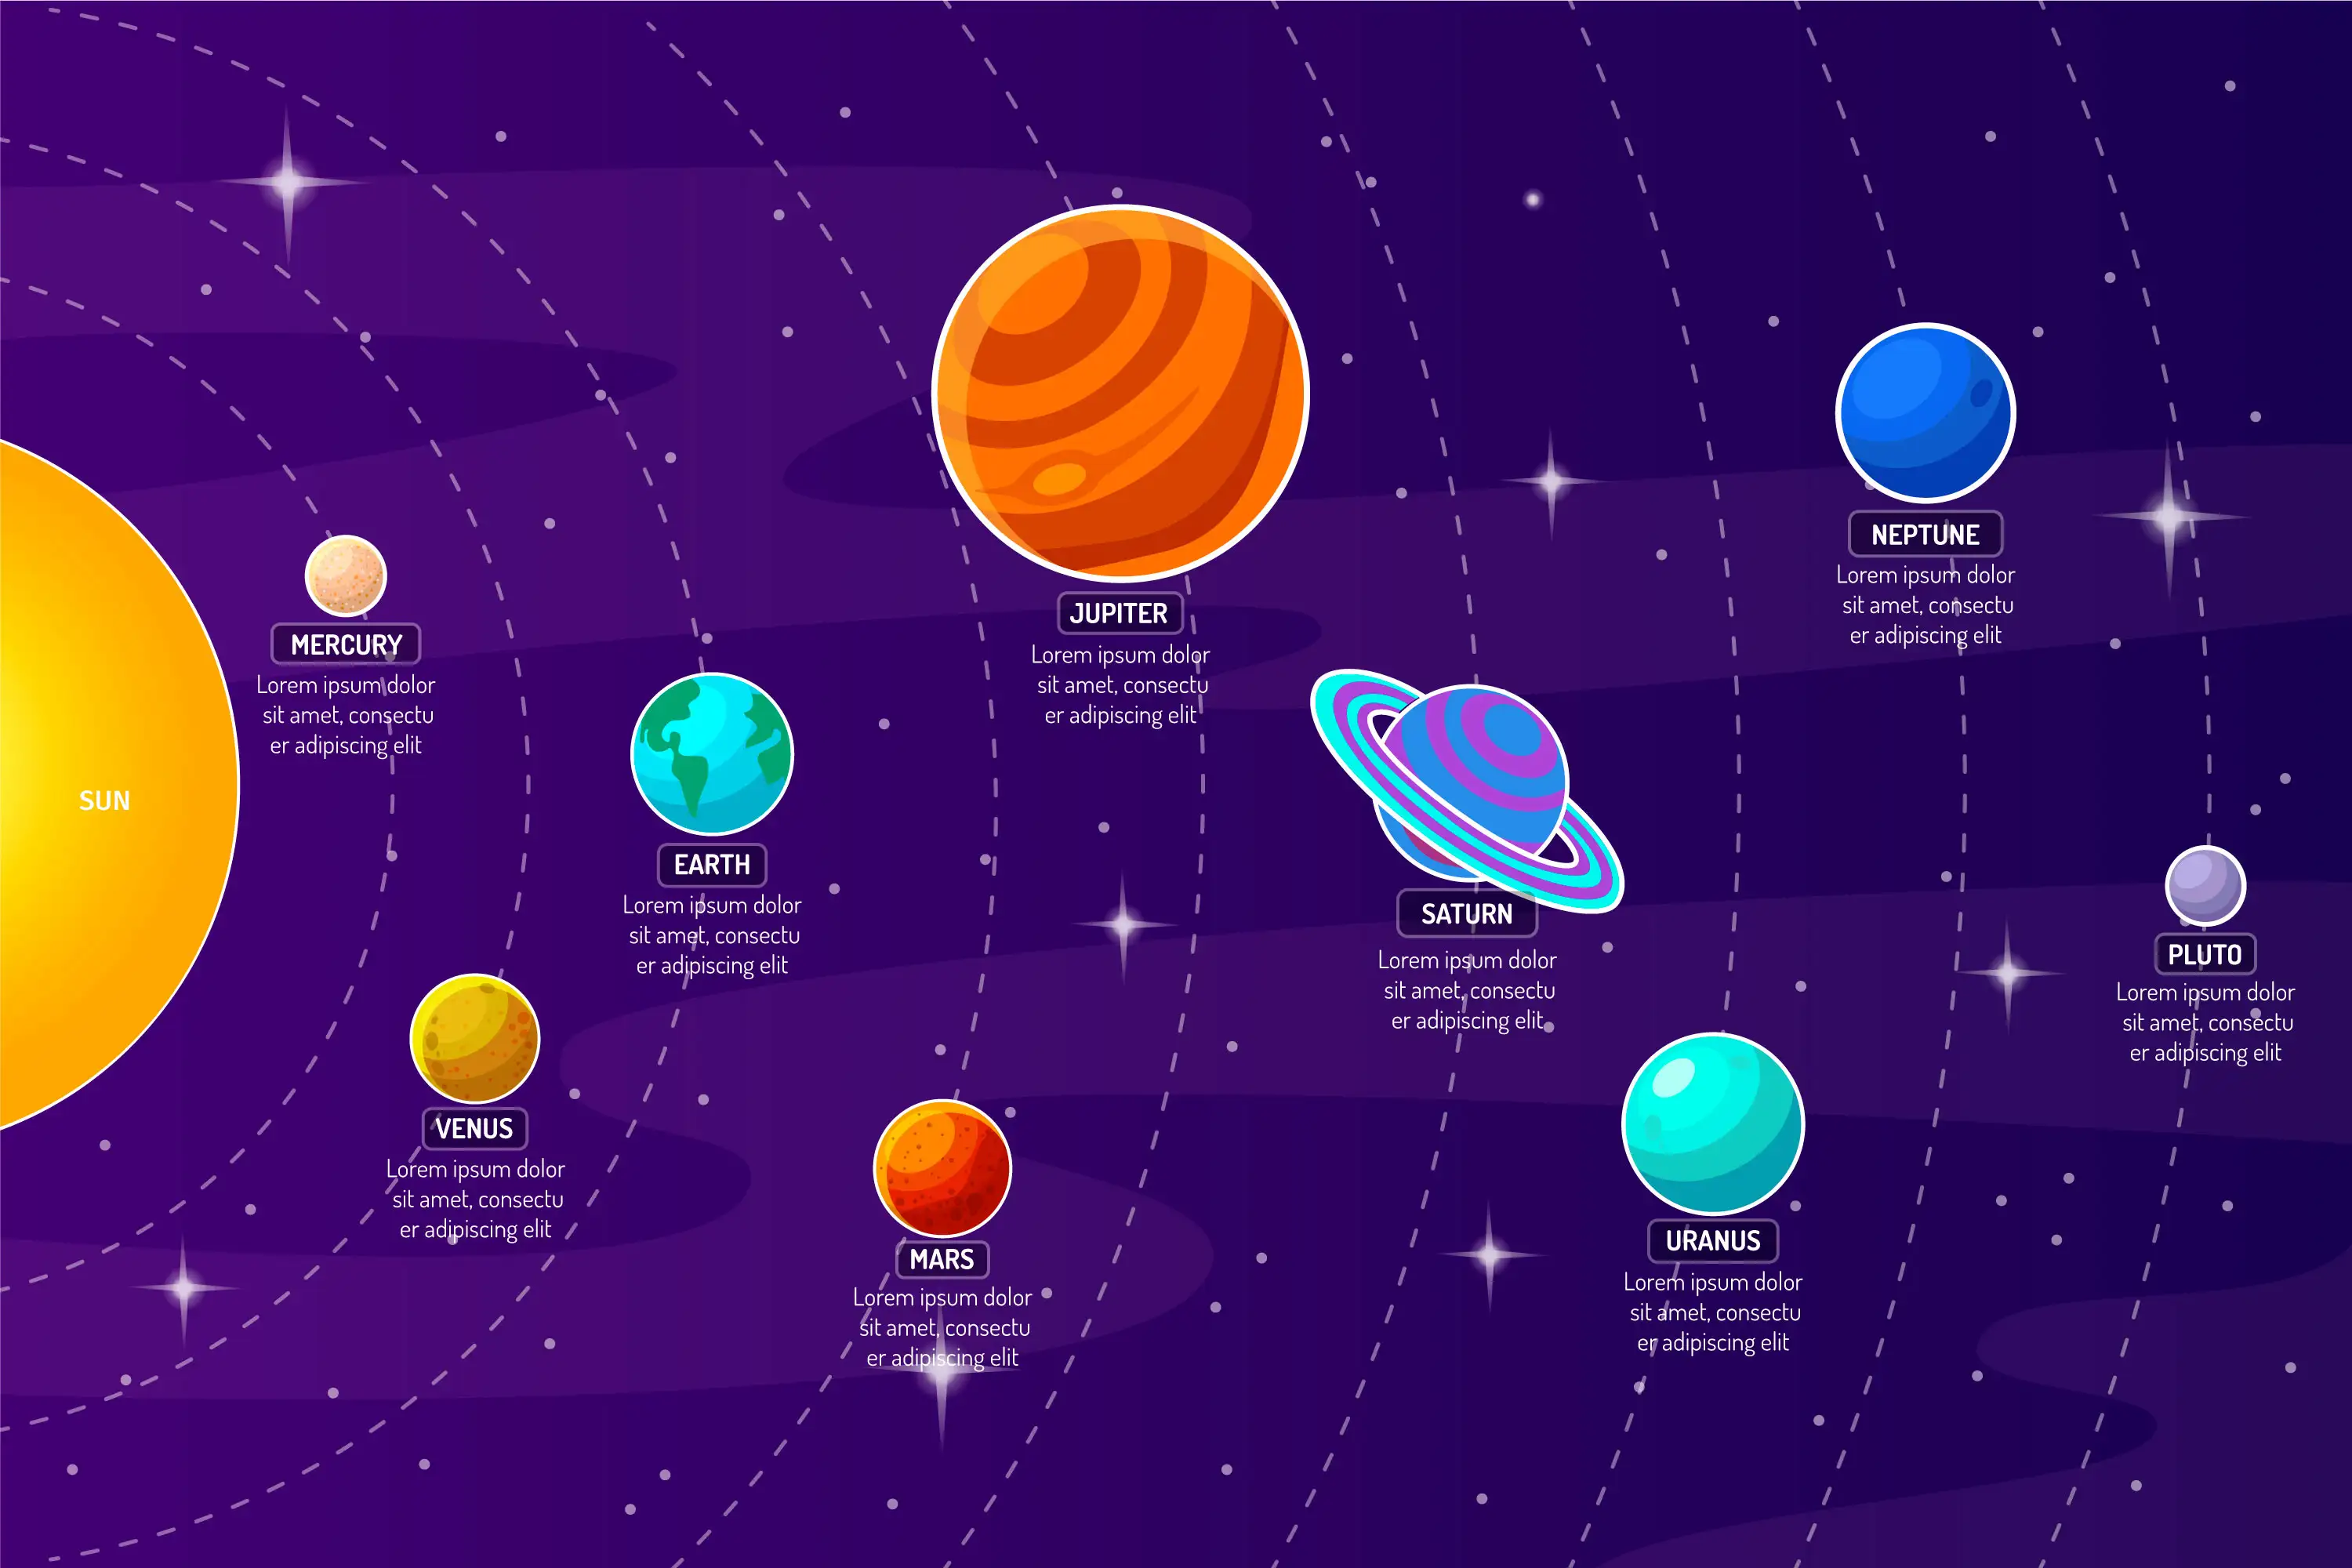 SUN
MERCURY
Lorem ipsum dolor
sit amet, consectu
er adipiscing elit
VENUS
Lorem ipsum dolor
sit amet, consectu
er adipiscing elit
EARTH
Lorem ipsum dolor
sit amet, consectu
er adipiscing elit
MARS
Lorem ipsum dolor
sit amet, consectu
er adipiscing elit
JUPITER
Lorem ipsum dolor
sit amet, consectu
er adipiscing elit
SATURN
Lorem ipsum dolor
sit amet, consectu
er adipiscing elit
URANUS
Lorem ipsum dolor
sit amet, consectu
er adipiscing elit
NEPTUNE
Lorem ipsum dolor
sit amet, consectu
er adipiscing elit
PLUTO
Lorem ipsum dolor
sit amet, consectu
er adipiscing elit